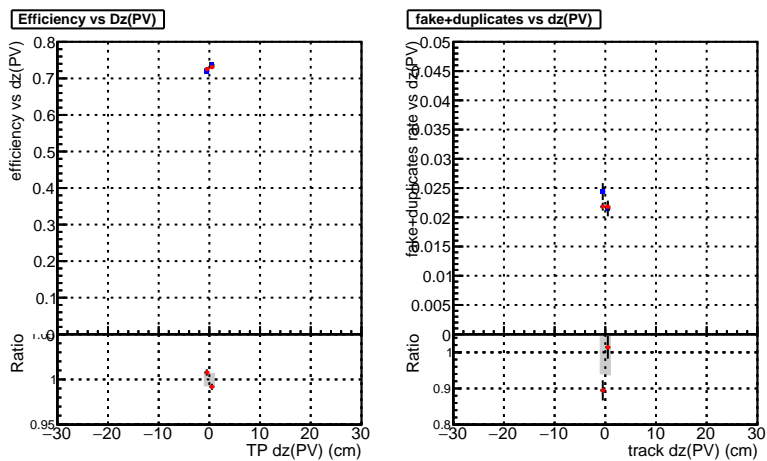 Efficiency vs Dz(PV)
efficiency vs dz(PV)
0.8
0.7
0.6
0.5
0.4
0.3
0.2
0.1
0
Ratio
1
0.95
−30 −20 −10 0 10 20 30
TP dz(PV) (cm)
fake+duplicates vs dz(PV)
fake+duplicates rate vs dz(PV)
0.05
0.045
0.04
0.035
0.03
0.025
0.02
0.015
0.01
0.005
0
Ratio
1
0.9
0.8
−30 −20 −10 0 10 20 30
track dz(PV) (cm)